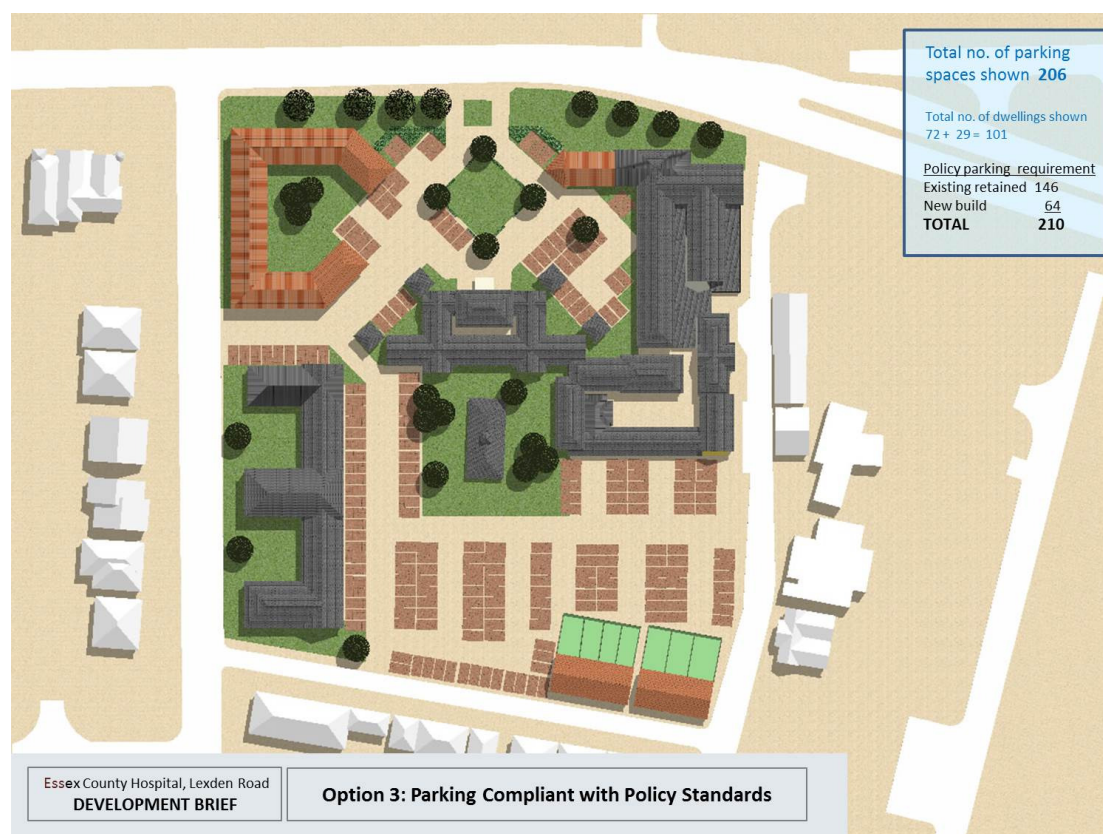 Total no. of parking
spaces shown 206
Total no. of dwellings shown
72 + 29 = 101
Policy parking requirement
Existing retained 146
New build 64
TOTAL 210
Essex County Hospital, Lexden Road
DEVELOPMENT BRIEF
Option 3: Parking Compliant with Policy Standards